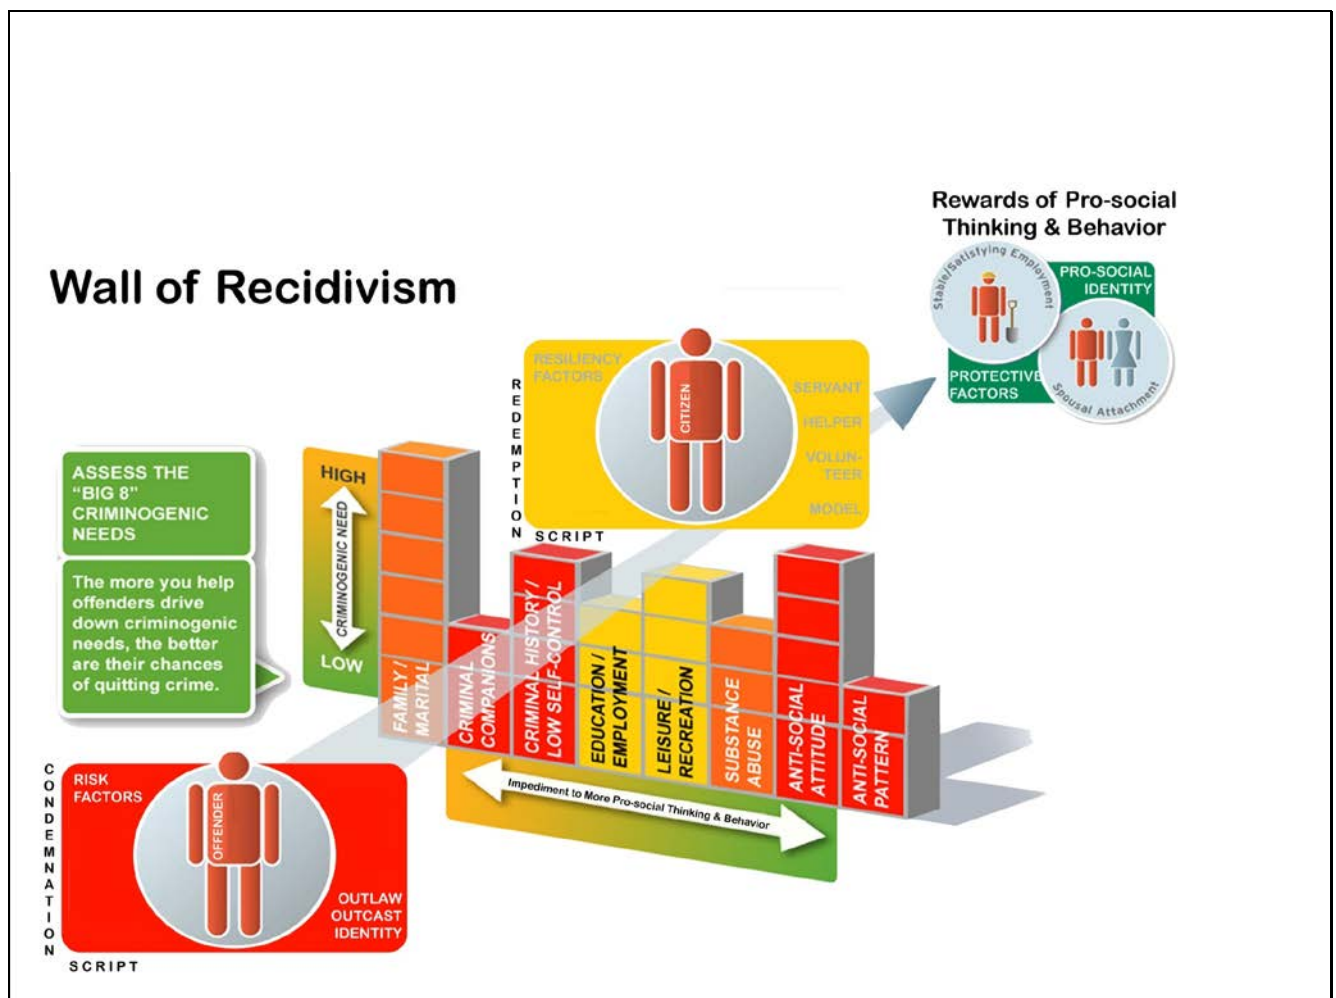 Rewards of Pro-social
Thinking & Behavior
Stable/Satisfying Employment
PRO-SOCIAL
IDENTITY
PROTECTIVE
FACTORS
Spousal Attachment
Wall of Recidivism
RESILIENCY
FACTORS
CITIZEN
SERVANT
HELPER
VOLUN-
TEER
MODEL
REDEMPTION
SCRIPT
ASSESS THE
“BIG 8”
CRIMINOGENIC
NEEDS
The more you help
offenders drive
down criminogenic
needs, the better
are their chances
of quitting crime.
HIGH
CRIMINOGENIC NEED
LOW
FAMILY /
MARITAL
CRIMINAL
COMPANIONS
CRIMINAL HISTORY /
LOW SELF-CONTROL
EDUCATION /
EMPLOYMENT
LEISURE /
RECREATION
SUBSTANCE
ABUSE
ANTI-SOCIAL
ATTITUDE
ANTI-SOCIAL
PATTERN
Impediment to More Pro-social Thinking & Behavior
CONDEMNATION
SCRIPT
RISK
FACTORS
OFFENDER
OUTLAW
OUTCAST
IDENTITY